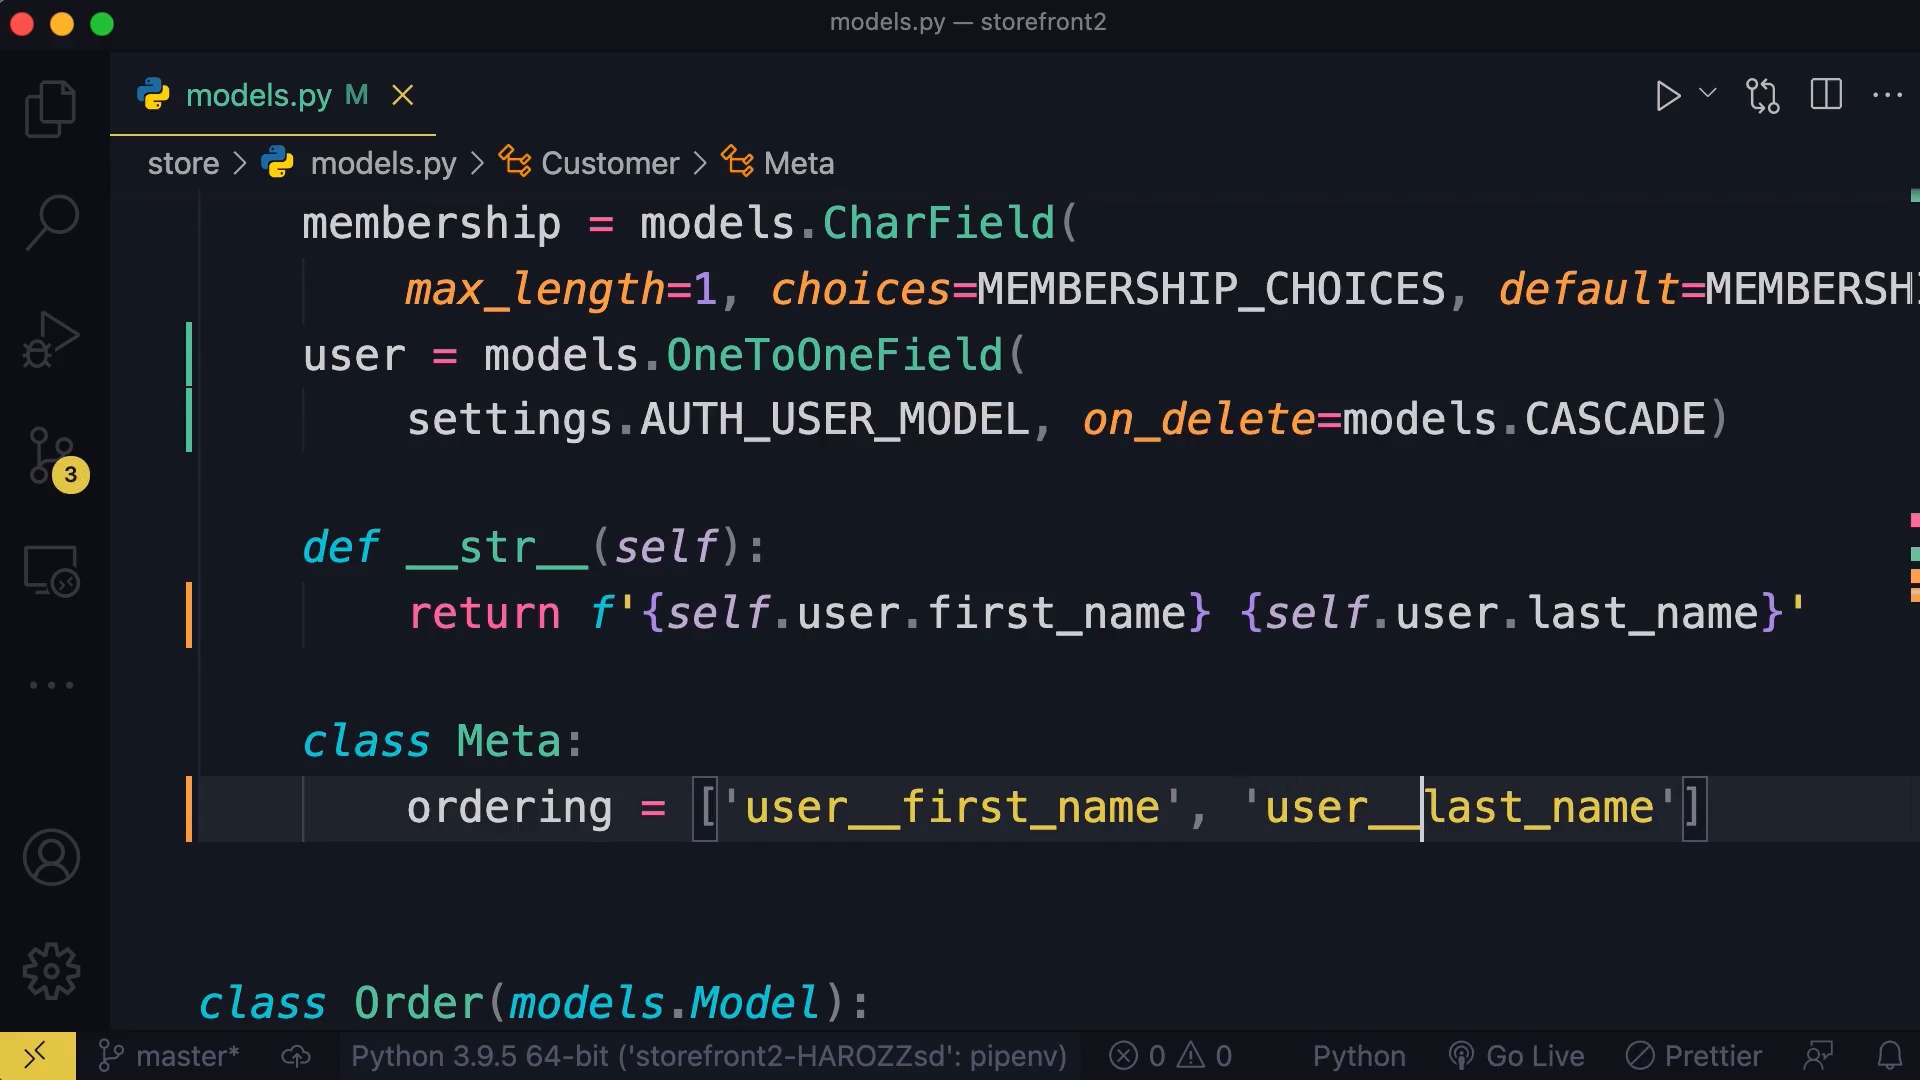 models.py — storefront2
models.py M
store > models.py > Customer > Meta
membership = models.CharField(
max_length=1, choices=MEMBERSHIP_CHOICES, default=MEMBERSHI
user = models.OneToOneField(
settings.AUTH_USER_MODEL, on_delete=models.CASCADE)
def __str__(self):
return f'{self.user.first_name} {self.user.last_name}'
class Meta:
ordering = ['user__first_name', 'user__last_name']
class Order(models.Model):
3
master* Python 3.9.5 64-bit ('storefront2-HAROZZsd': pipenv) 0 0 Python Go Live Prettier